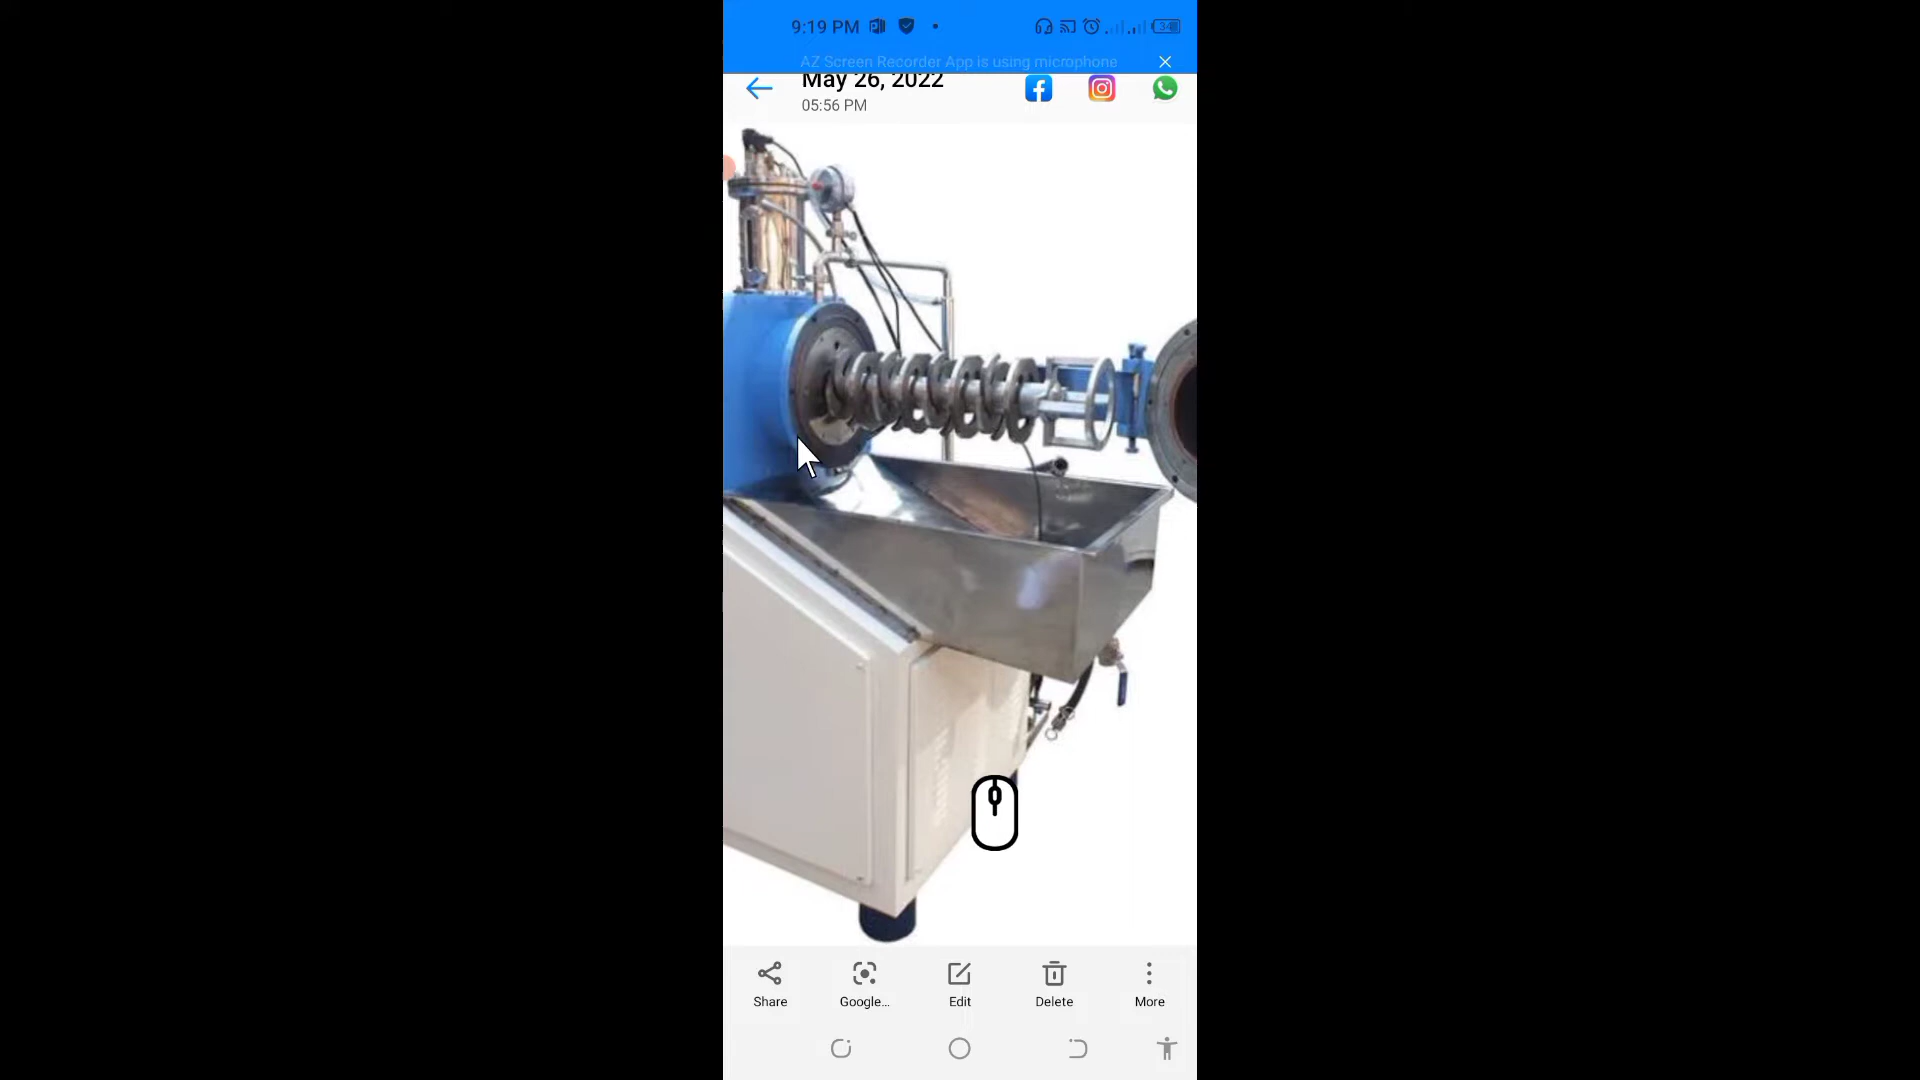 9:19 PM
AZ Screen Recorder App is using microphone
May 26, 2022
05:56 PM
Share
Google...
Edit
Delete
More